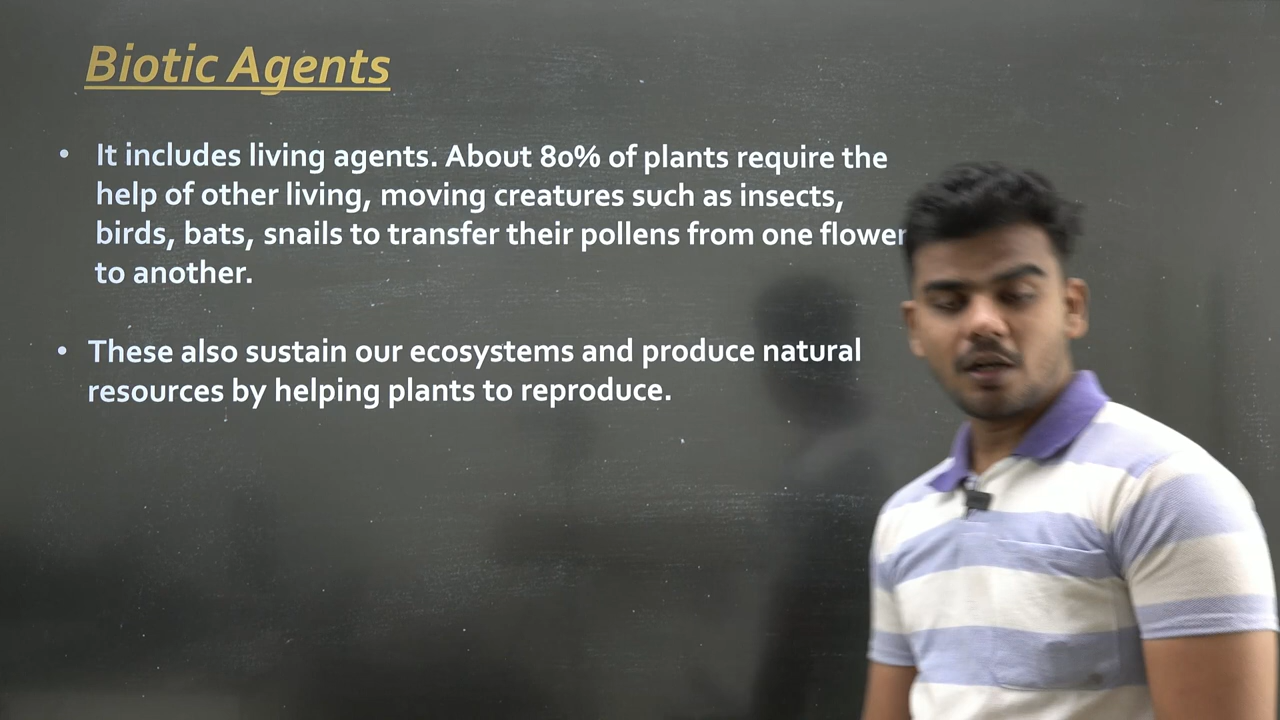 Biotic Agents
• It includes living agents. About 80% of plants require the
help of other living, moving creatures such as insects,
birds, bats, snails to transfer their pollens from one flower
to another.
• These also sustain our ecosystems and produce natural
resources by helping plants to reproduce.